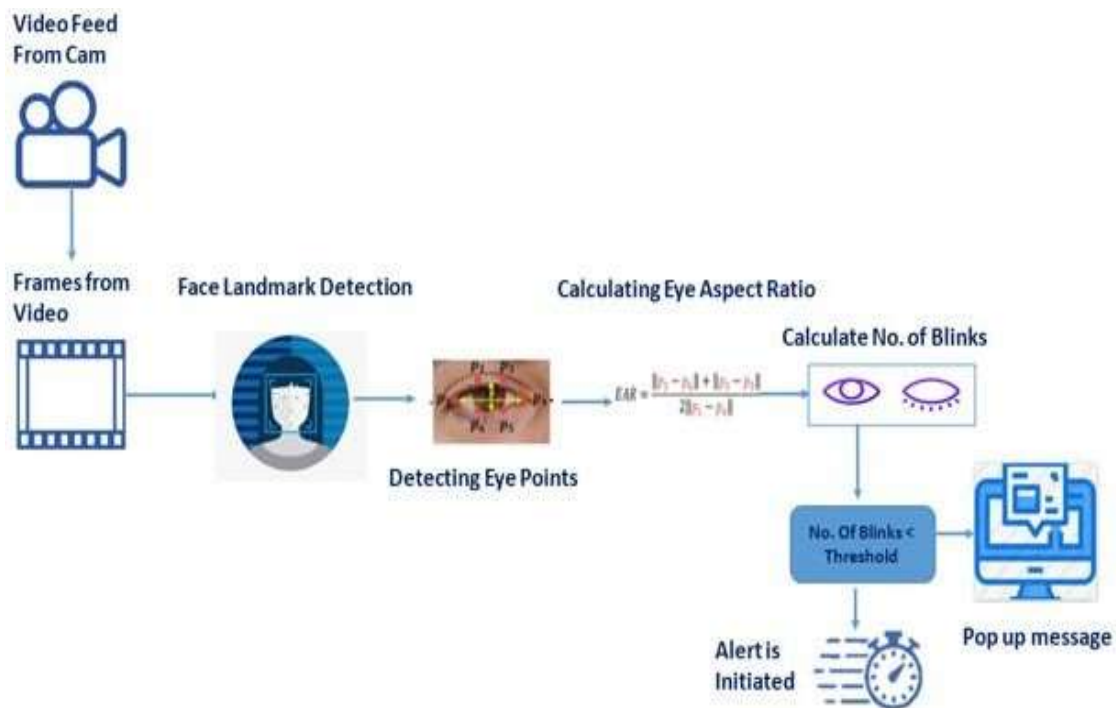 Video Feed
From Cam
Frames from
Video
Face Landmark Detection
Detecting Eye Points
Calculating Eye Aspect Ratio
EAR =
Calculate No. of Blinks
No. Of Blinks <
Threshold
Pop up message
Alert is
Initiated